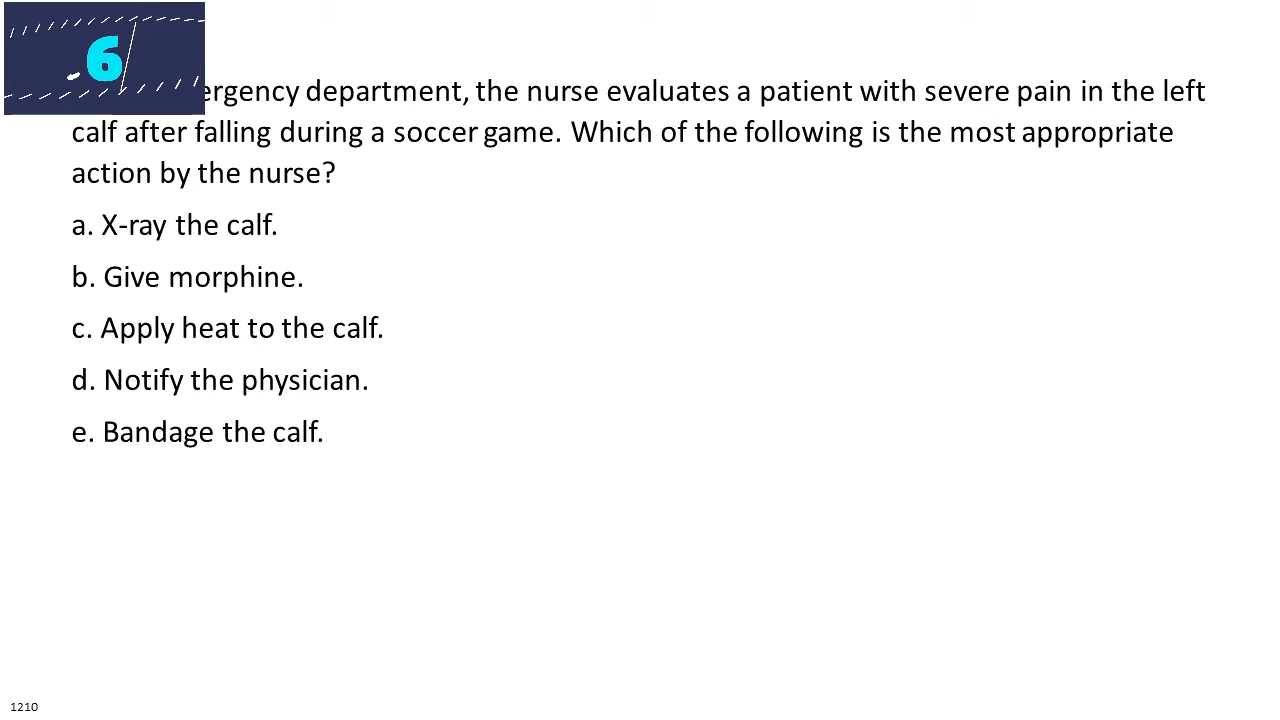 6
ergency department, the nurse evaluates a patient with severe pain in the left
calf after falling during a soccer game. Which of the following is the most appropriate
action by the nurse?
a. X-ray the calf.
b. Give morphine.
c. Apply heat to the calf.
d. Notify the physician.
e. Bandage the calf.
1210